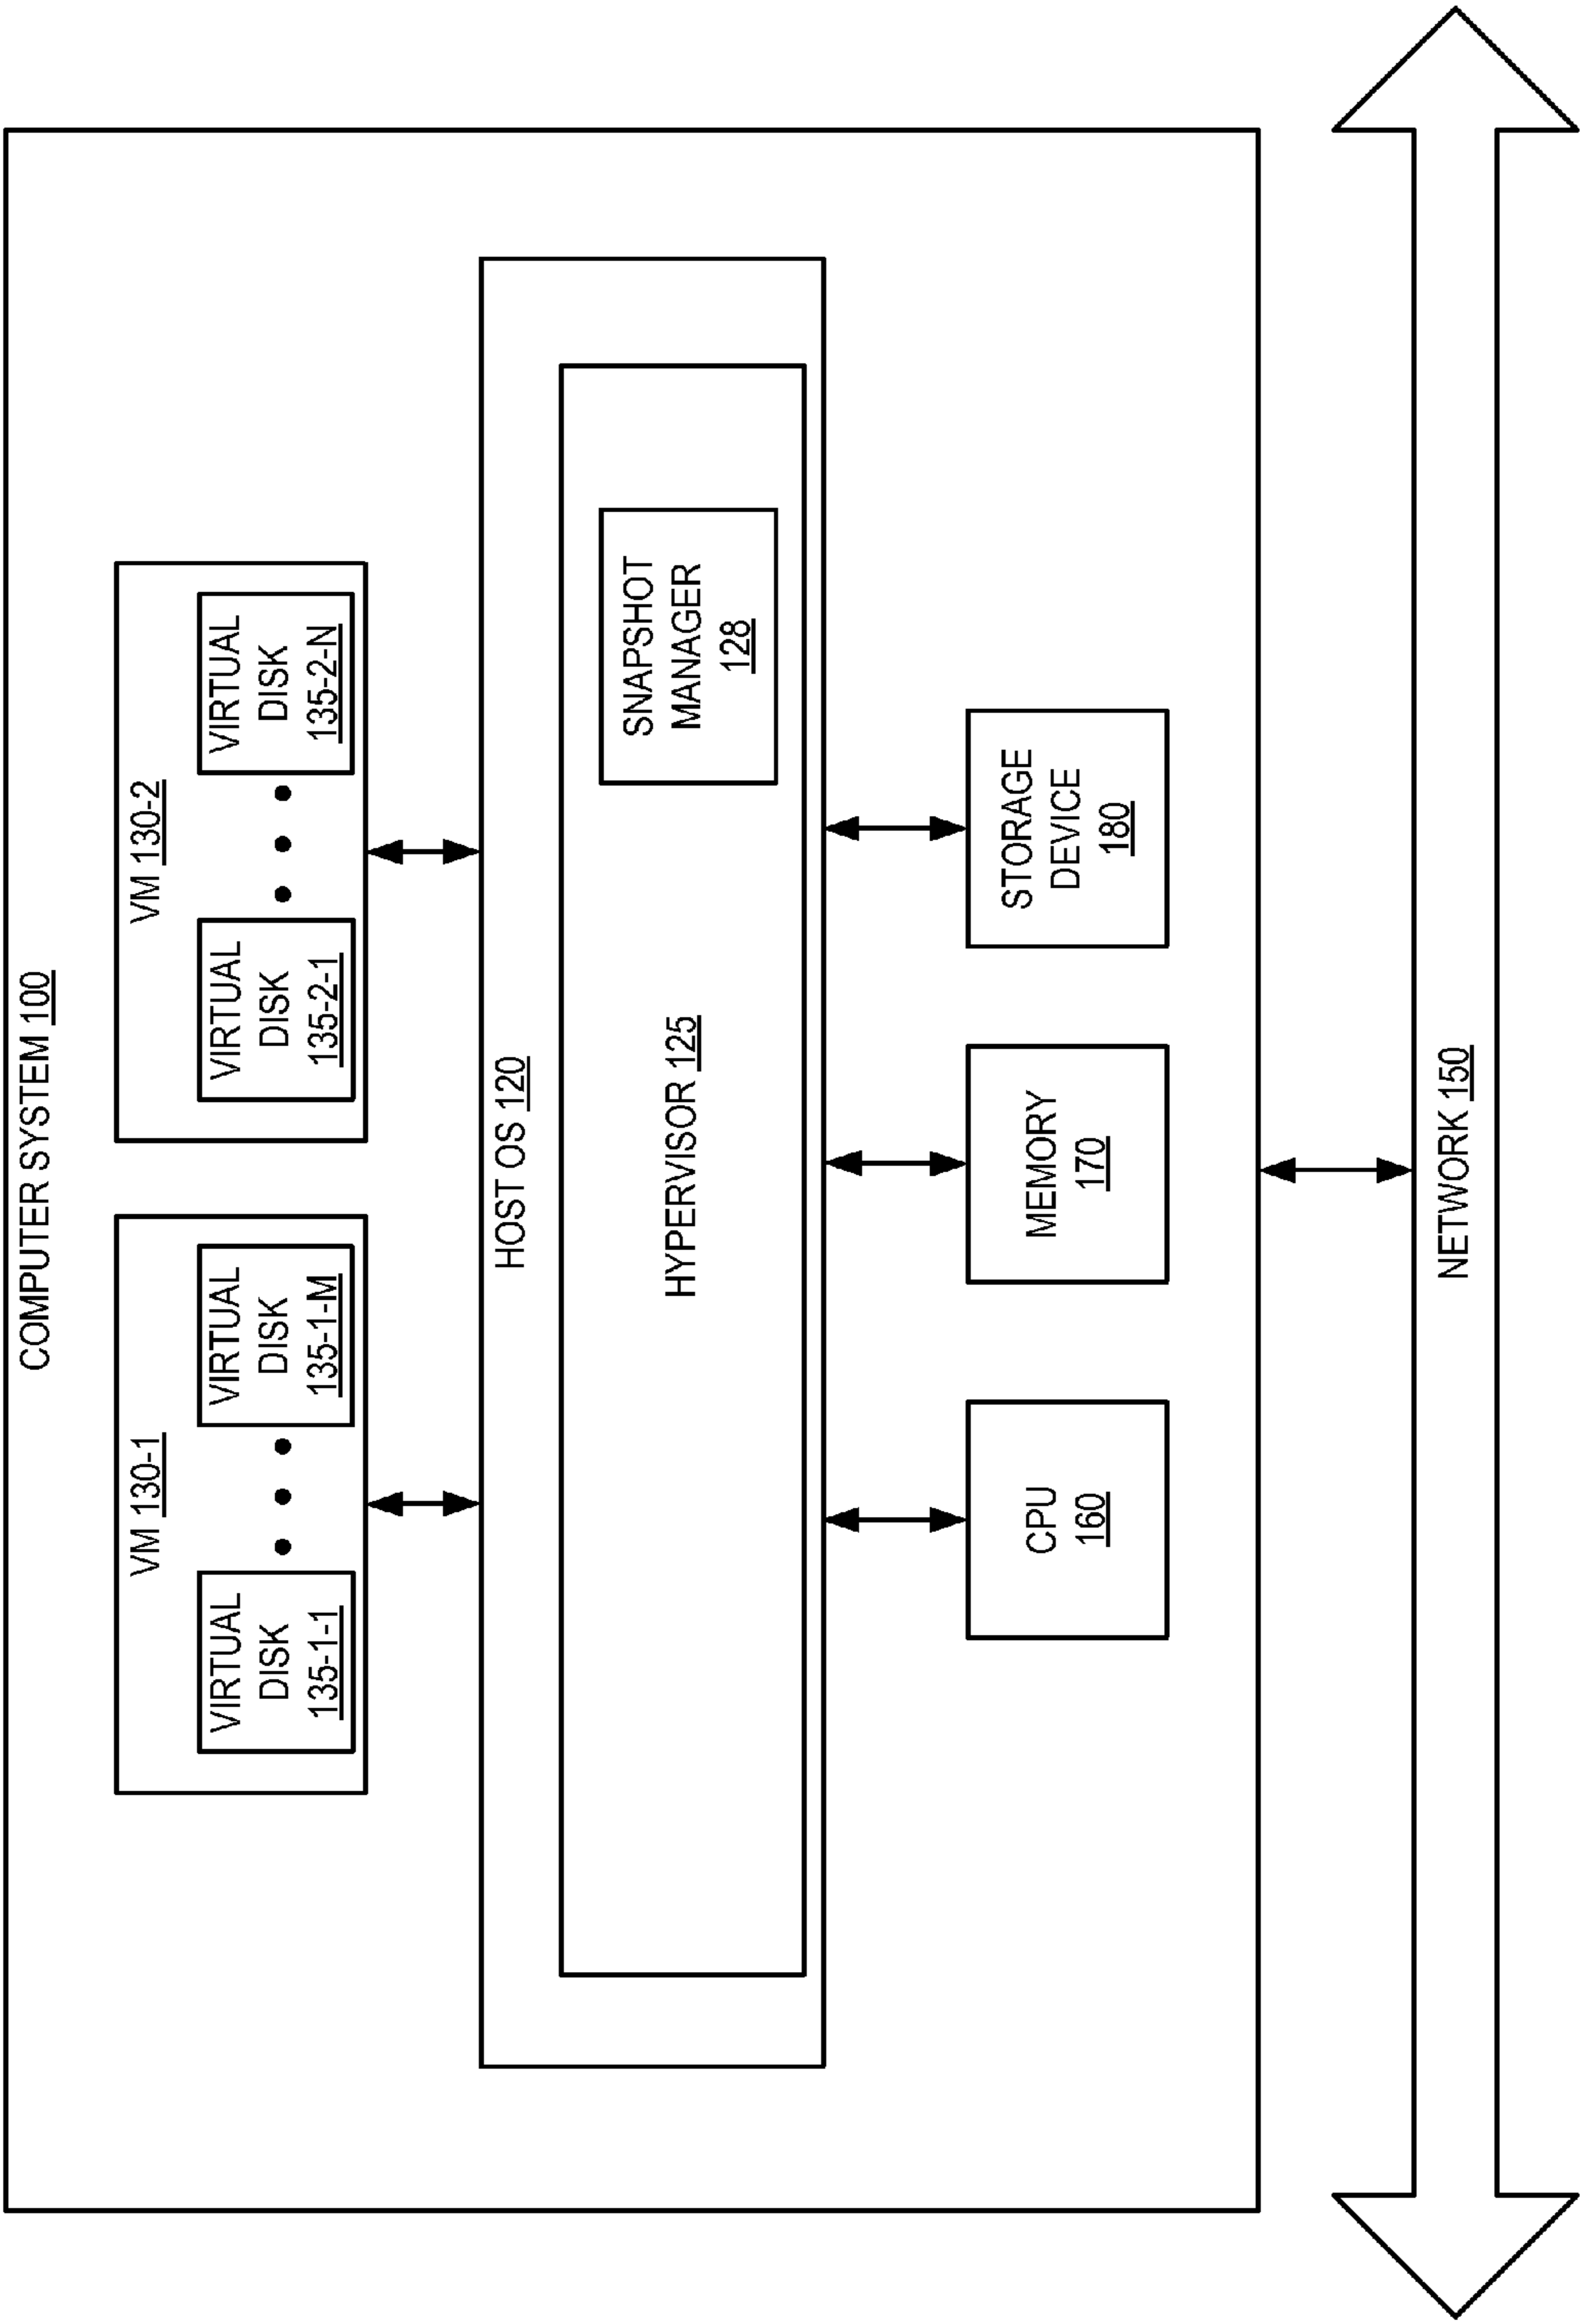 COMPUTER SYSTEM 100
VM 130-1
VIRTUAL
DISK
135-1-1
VIRTUAL
DISK
135-1-M
VM 130-2
VIRTUAL
DISK
135-2-1
VIRTUAL
DISK
135-2-N
HOST OS 120
HYPERVISOR 125
SNAPSHOT
MANAGER
128
CPU
160
MEMORY
170
STORAGE
DEVICE
180
NETWORK 150